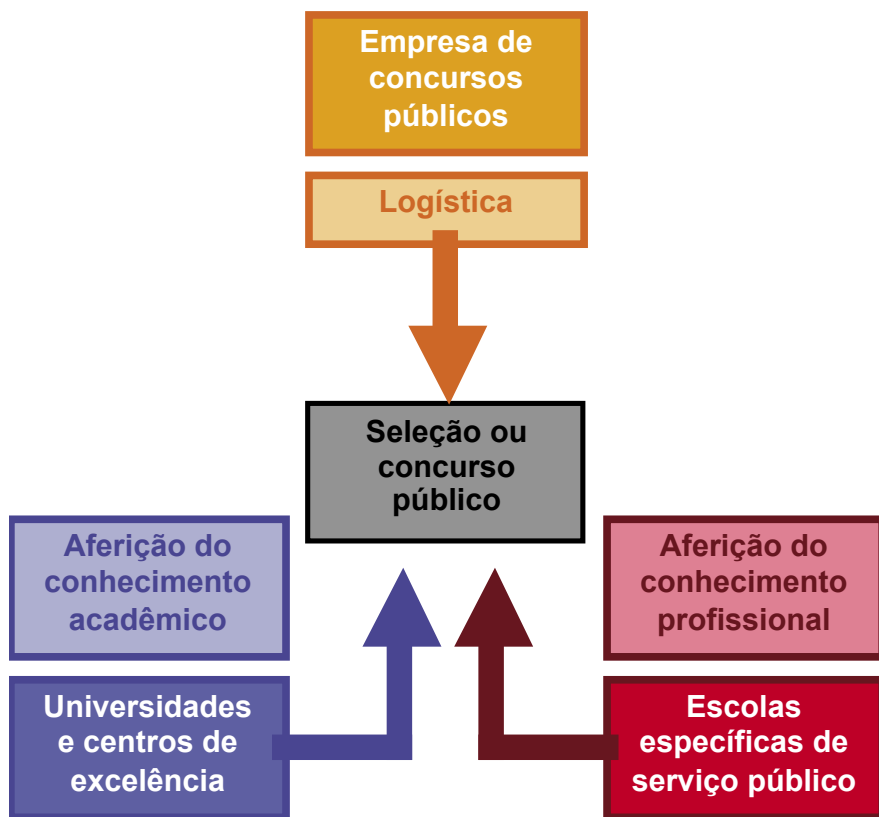 Empresa de
concursos
públicos
Logística
Seleção ou
concurso
público
Aferição do
conhecimento
acadêmico
Aferição do
conhecimento
profissional
Universidades
e centros de
excelência
Escolas
específicas de
serviço público